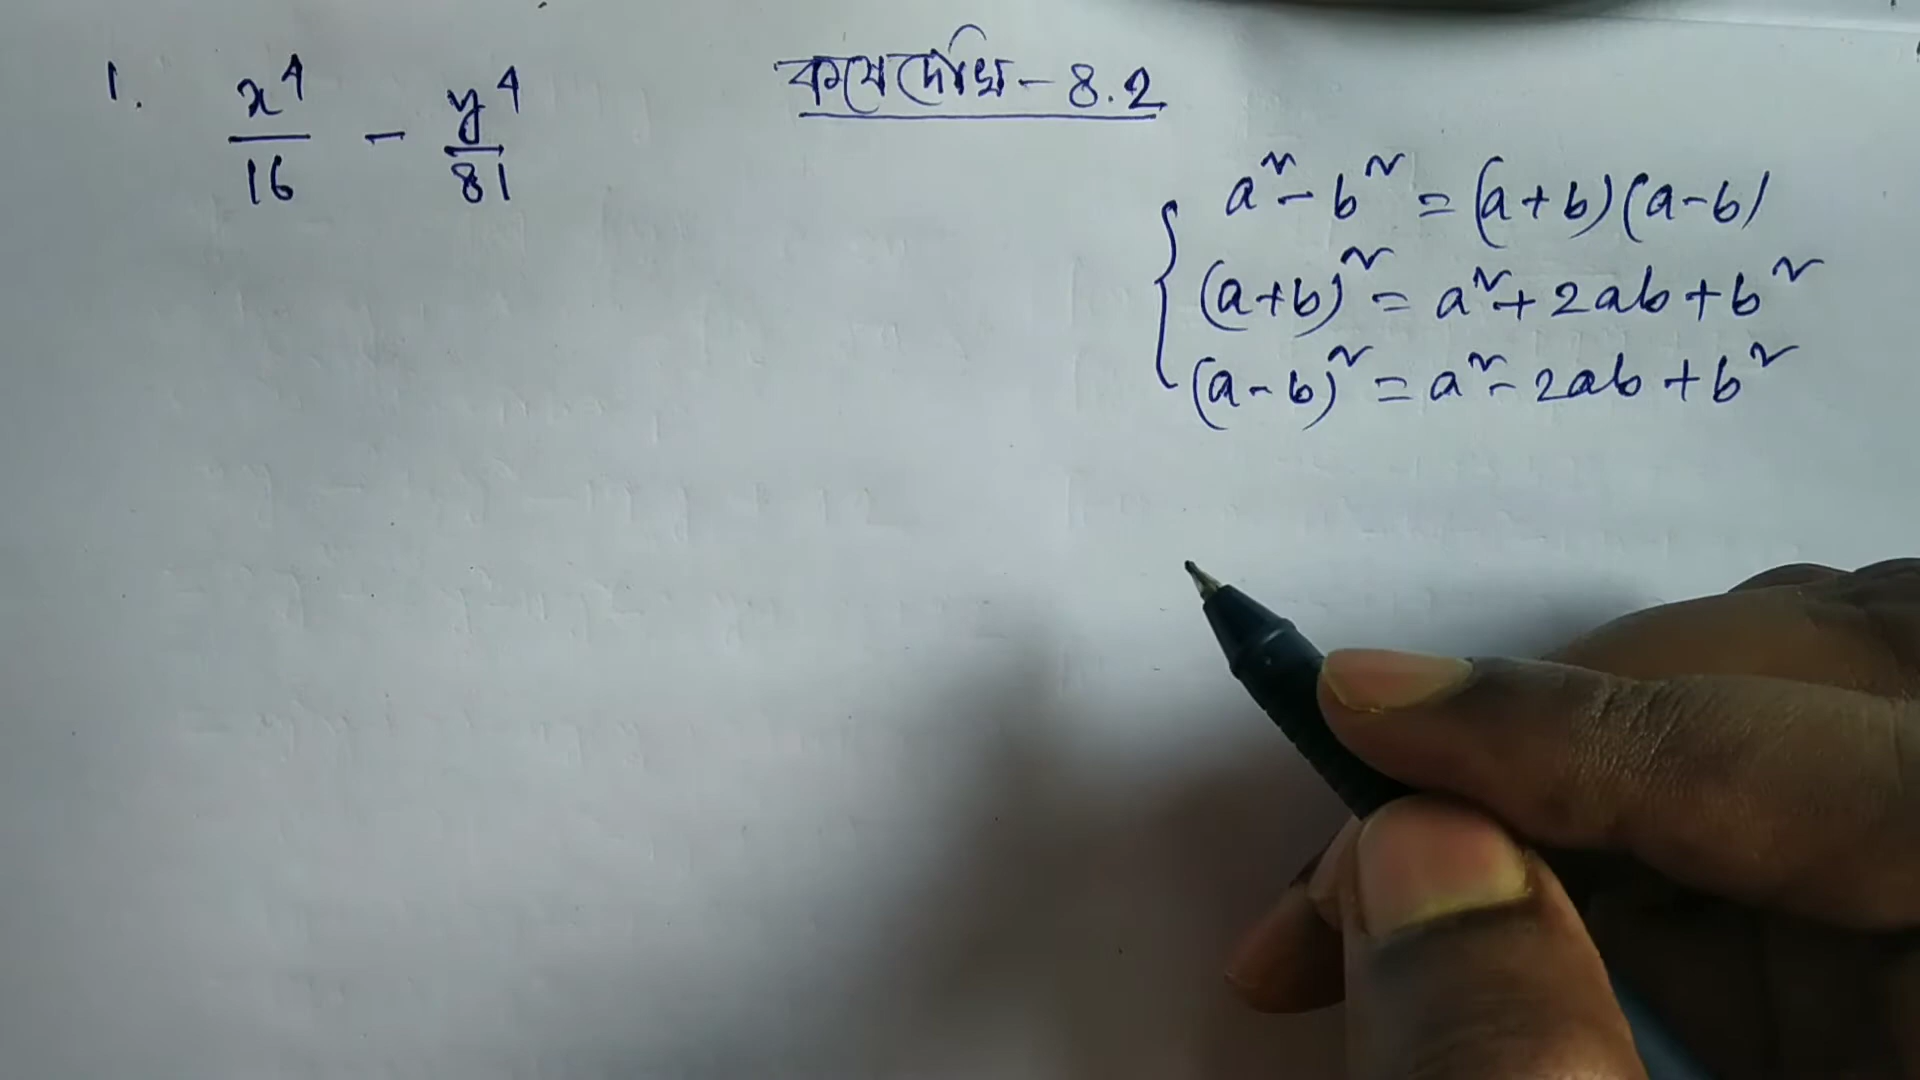 কষে দেখি - 8.2
1. x⁴/16 - y⁴/81
a² - b² = (a+b)(a-b)
(a+b)² = a² + 2ab + b²
(a-b)² = a² - 2ab + b²